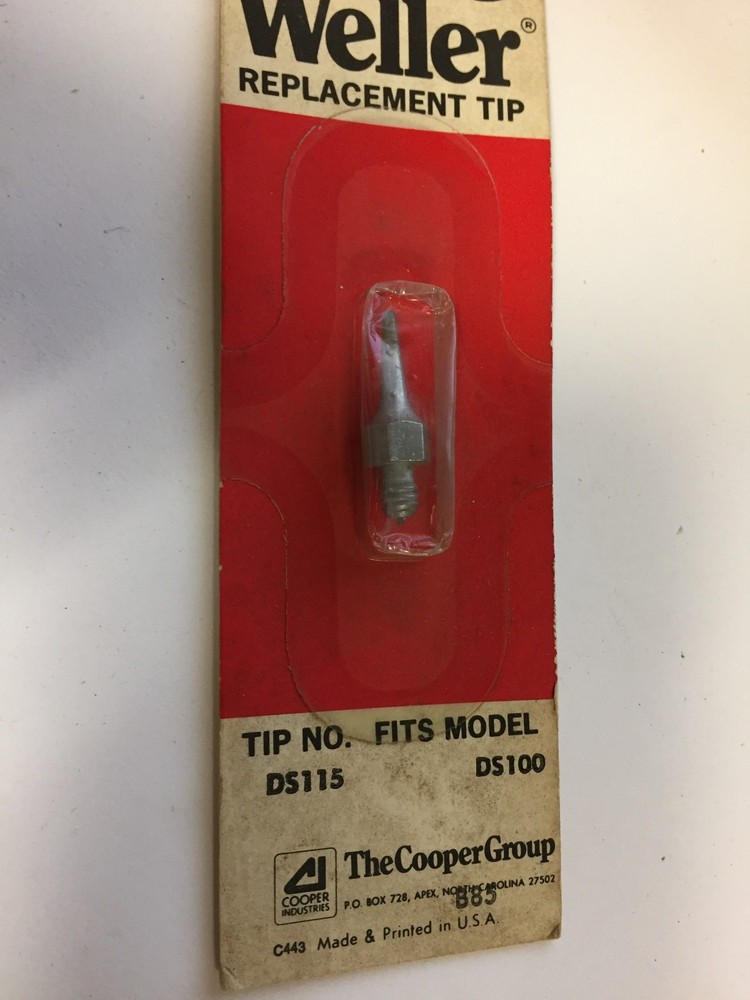 Weller®
REPLACEMENT TIP
TIP NO. FITS MODEL
DS115 DS100
COOPER
INDUSTRIES
TheCooperGroup
P.O. BOX 728, APEX, NORTH CAROLINA 27502
B85
C443 Made & Printed in U.S.A.